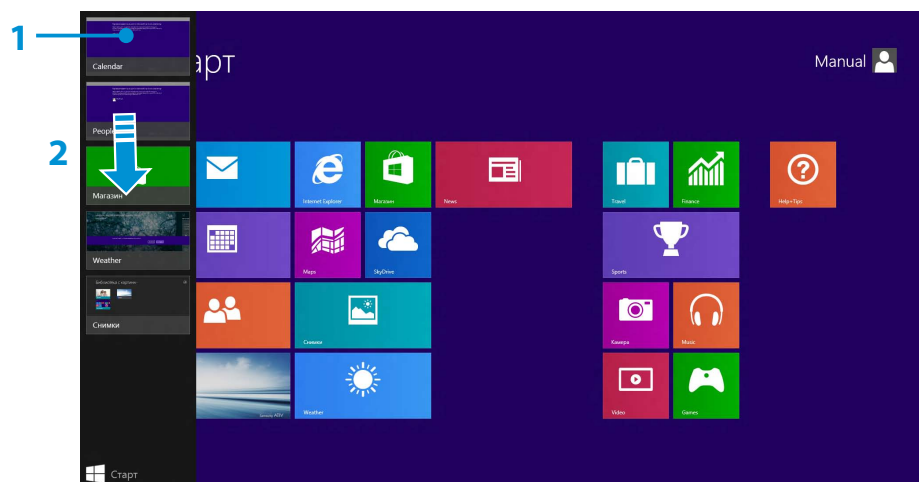 1
Calendar
арт
Manual
People
2
Магазин
Internet Explorer
Магазин
News
Travel
Finance
Help+Tips
Weather
Maps
SkyDrive
Sports
Библиотека Снимки
Снимки
Снимки
Камера
Music
Weather
Video
Games
Старт